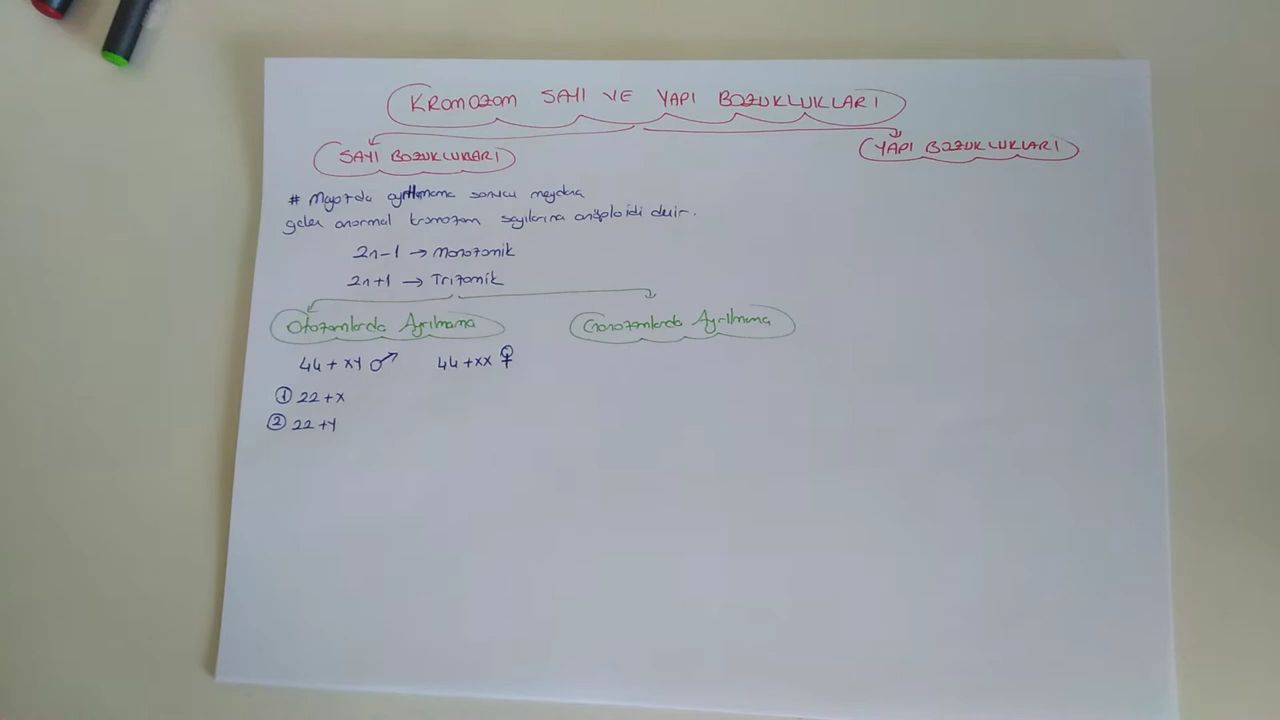 KROMOZOM SAYI VE YAPI BOZUKLUKLARI
SAYI BOZUKLUKLARI
YAPI BOZUKLUKLARI
# Mayozda ayrılmama sonucu meydana
gelen anormal kromozom sayılarına anöploidi denir.
2n-1 → Monozomik
2n+1 → Trizomik
Otozomlarda Ayrılmama
Gonozomlarda Ayrılmama
44+XY ♂ 44+XX ♀
① 22+X
② 22+Y